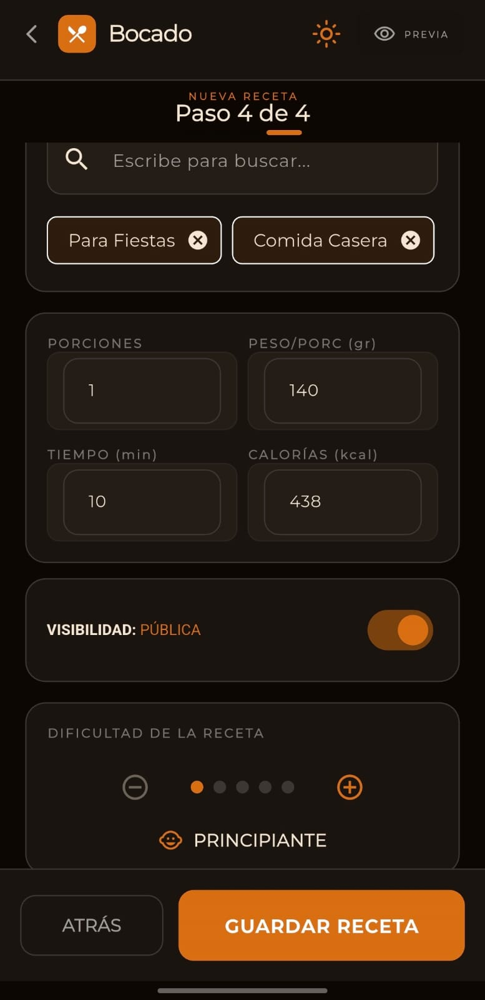 Bocado
PREVIA
NUEVA RECETA
Paso 4 de 4
Escribe para buscar...
Para Fiestas
Comida Casera
PORCIONES
PESO/PORC (gr)
1
140
TIEMPO (min)
CALORÍAS (kcal)
10
438
VISIBILIDAD: PÚBLICA
DIFICULTAD DE LA RECETA
PRINCIPIANTE
ATRÁS
GUARDAR RECETA